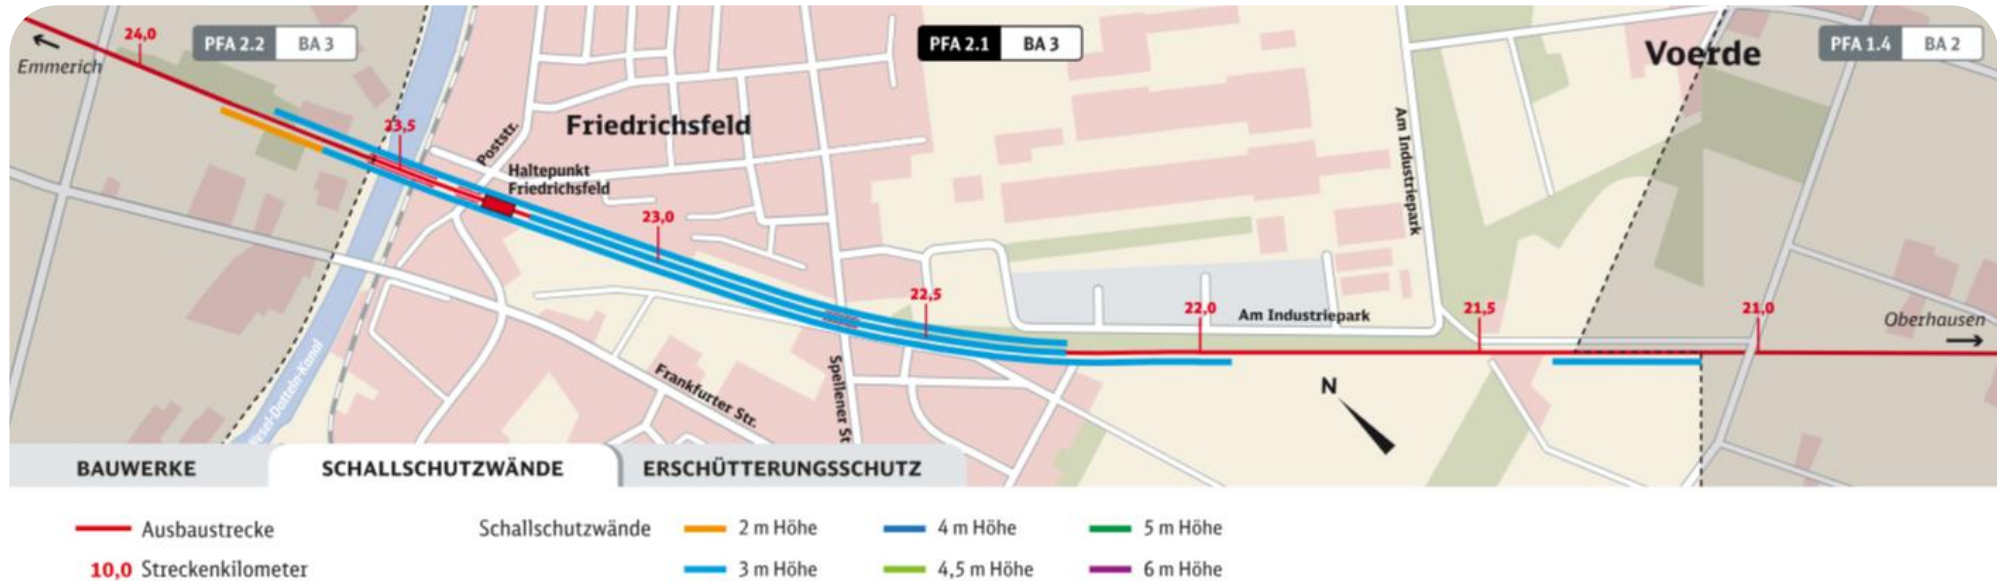 24,0
PFA 2.2 BA 3
PFA 2.1 BA 3
Voerde
PFA 1.4 BA 2
Emmerich
23,5
Poststr.
Friedrichsfeld
Haltepunkt
Friedrichsfeld
Am Industriepark
23,0
22,5
22,0
Am Industriepark
21,5
21,0
Oberhausen
Wesel-Datteln-Kanal
Frankfurter Str.
Spellener St
N
BAUWERKE
SCHALLSCHUTZWÄNDE
ERSCHÜTTERUNGSSCHUTZ
Ausbaustrecke
Schallschutzwände
2 m Höhe
4 m Höhe
5 m Höhe
10,0 Streckenkilometer
3 m Höhe
4,5 m Höhe
6 m Höhe